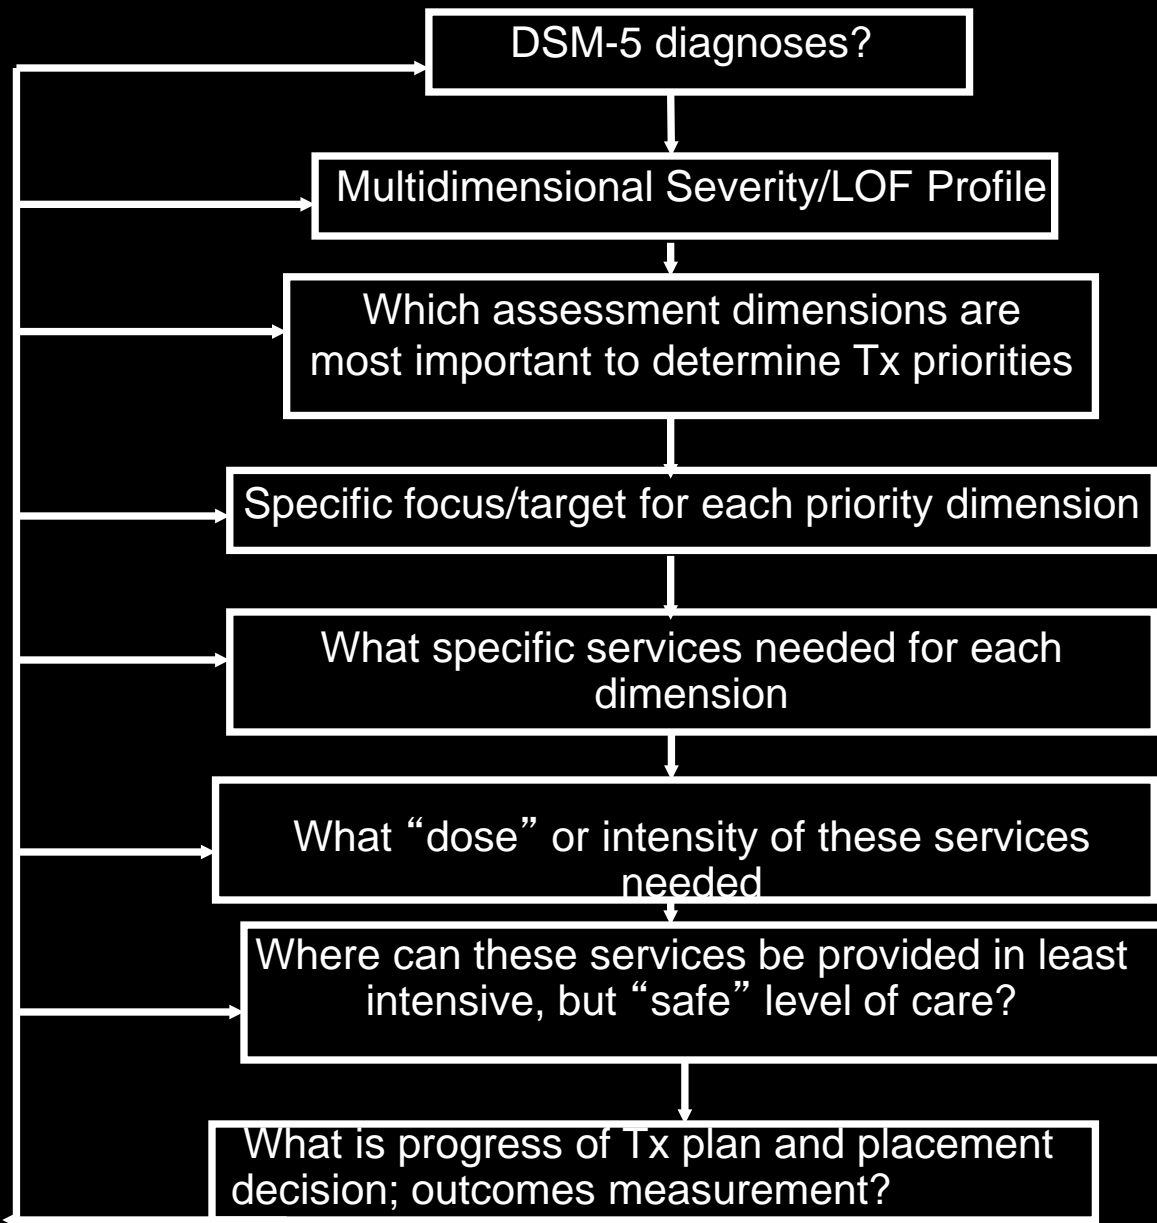 DSM-5 diagnoses?
Multidimensional Severity/LOF Profile
Which assessment dimensions are
most important to determine Tx priorities
Specific focus/target for each priority dimension
What specific services needed for each
dimension
What “dose” or intensity of these services
needed
Where can these services be provided in least
intensive, but “safe” level of care?
What is progress of Tx plan and placement
decision; outcomes measurement?